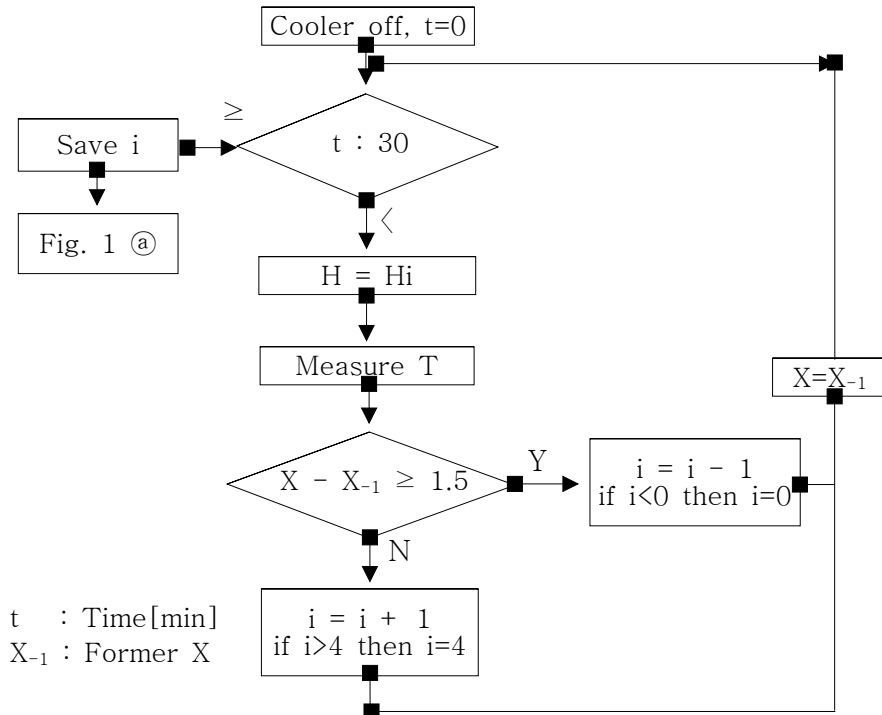 Cooler off, t=0
≥
t : 30
Save i
Fig. 1 ⓐ
<
H = Hi
Measure T
X=X₋₁
X - X₋₁ ≥ 1.5
Y
i = i - 1
if i<0 then i=0
N
i = i + 1
if i>4 then i=4
t : Time[min]
X₋₁ : Former X